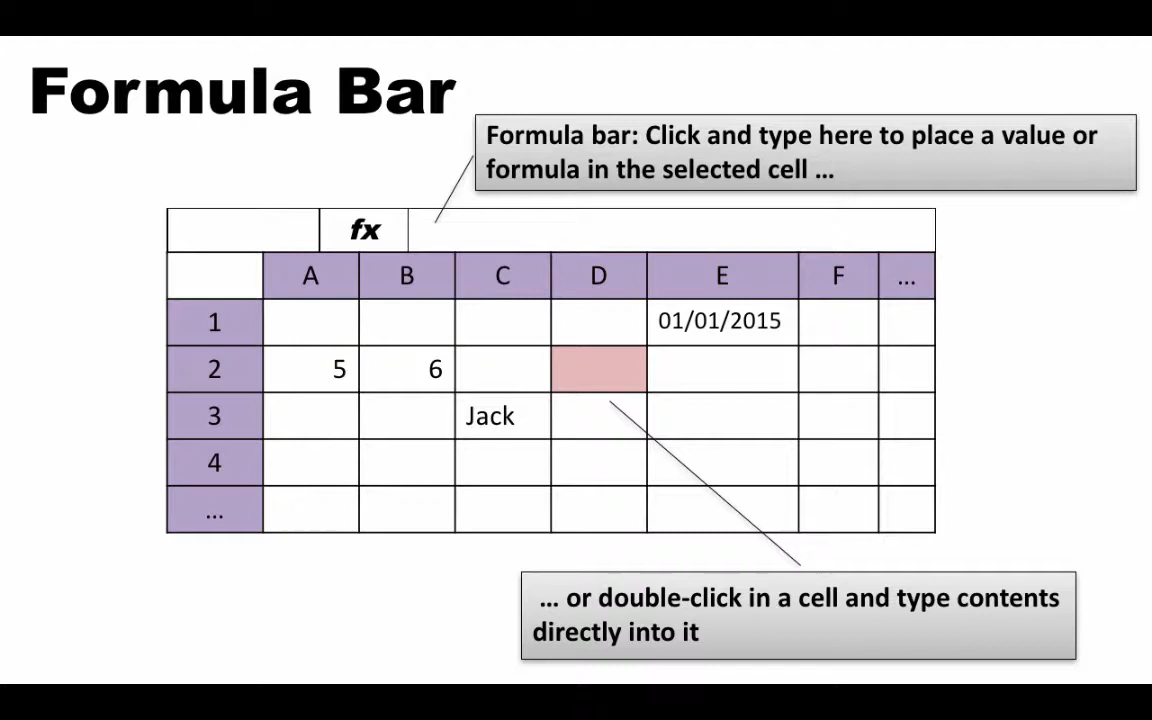 Formula Bar
Formula bar: Click and type here to place a value or
formula in the selected cell …
fx
A B C D E F …
1 01/01/2015
2 5 6
3 Jack
4
…
… or double-click in a cell and type contents
directly into it